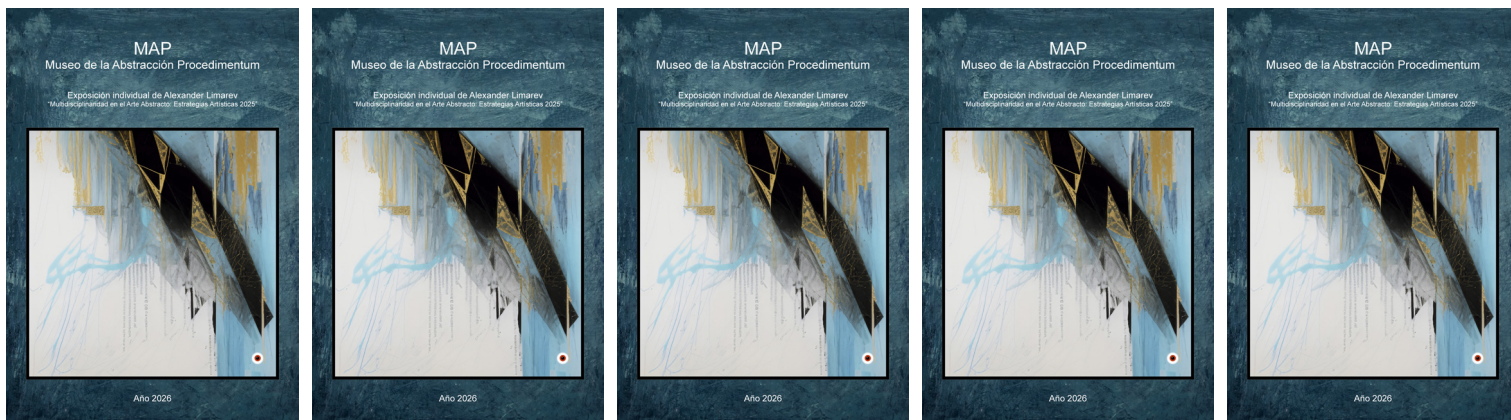 MAP
Museo de la Abstracción Procedimentum
Exposición individual de Alexander Limarev
"Multidisciplinaridad en el Arte Abstracto: Estrategias Artísticas 2025"
Año 2026
MAP
Museo de la Abstracción Procedimentum
Exposición individual de Alexander Limarev
"Multidisciplinaridad en el Arte Abstracto: Estrategias Artísticas 2025"
Año 2026
MAP
Museo de la Abstracción Procedimentum
Exposición individual de Alexander Limarev
"Multidisciplinaridad en el Arte Abstracto: Estrategias Artísticas 2025"
Año 2026
MAP
Museo de la Abstracción Procedimentum
Exposición individual de Alexander Limarev
"Multidisciplinaridad en el Arte Abstracto: Estrategias Artísticas 2025"
Año 2026
MAP
Museo de la Abstracción Procedimentum
Exposición individual de Alexander Limarev
"Multidisciplinaridad en el Arte Abstracto: Estrategias Artísticas 2025"
Año 2026